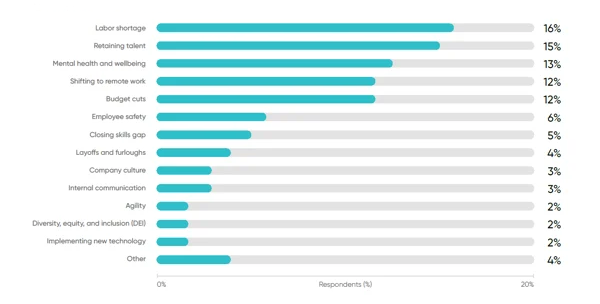 Labor shortage 16%
Retaining talent 15%
Mental health and wellbeing 13%
Shifting to remote work 12%
Budget cuts 12%
Employee safety 6%
Closing skills gap 5%
Layoffs and furloughs 4%
Company culture 3%
Internal communication 3%
Agility 2%
Diversity, equity, and inclusion (DEI) 2%
Implementing new technology 2%
Other 4%
0% Respondents (%) 20%